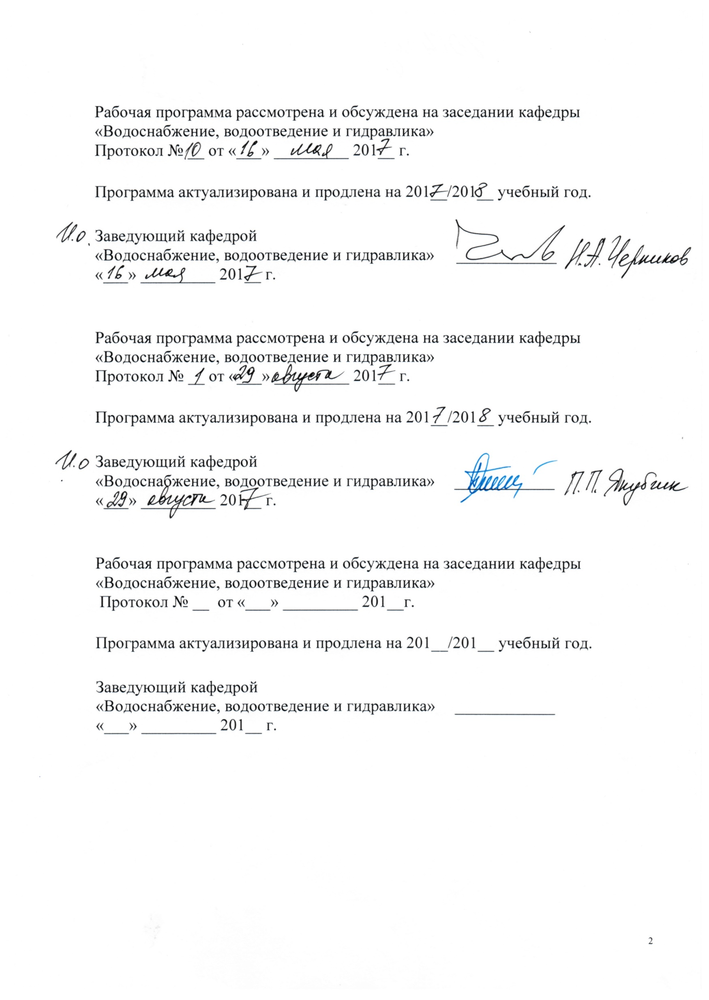 Рабочая программа рассмотрена и обсуждена на заседании кафедры
«Водоснабжение, водоотведение и гидравлика»
Протокол № 10 от «16» мая 2017 г.
Программа актуализирована и продлена на 2017/2018 учебный год.
И.о. Заведующий кафедрой
«Водоснабжение, водоотведение и гидравлика» Н.А. Черников
«16» мая 2017 г.
Рабочая программа рассмотрена и обсуждена на заседании кафедры
«Водоснабжение, водоотведение и гидравлика»
Протокол № 1 от «29» августа 2017 г.
Программа актуализирована и продлена на 2017/2018 учебный год.
И.о Заведующий кафедрой
«Водоснабжение, водоотведение и гидравлика» П.П. Якубчик
«29» августа 2017 г.
Рабочая программа рассмотрена и обсуждена на заседании кафедры
«Водоснабжение, водоотведение и гидравлика»
Протокол № __ от «___» _________ 201__г.
Программа актуализирована и продлена на 201__/201__ учебный год.
Заведующий кафедрой
«Водоснабжение, водоотведение и гидравлика» ____________
«___» _________ 201__ г.
2